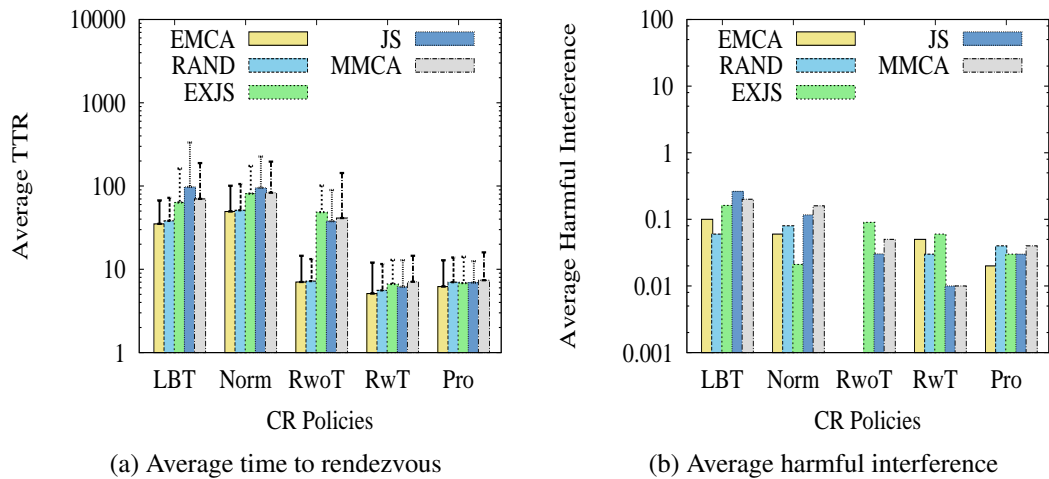 10000
1000
100
10
1
Average TTR
EMCA
RAND
EXJS
JS
MMCA
LBT Norm RwoT RwT Pro
CR Policies
(a) Average time to rendezvous
100
10
1
0.1
0.01
0.001
Average Harmful Interference
EMCA
RAND
EXJS
JS
MMCA
LBT Norm RwoT RwT Pro
CR Policies
(b) Average harmful interference